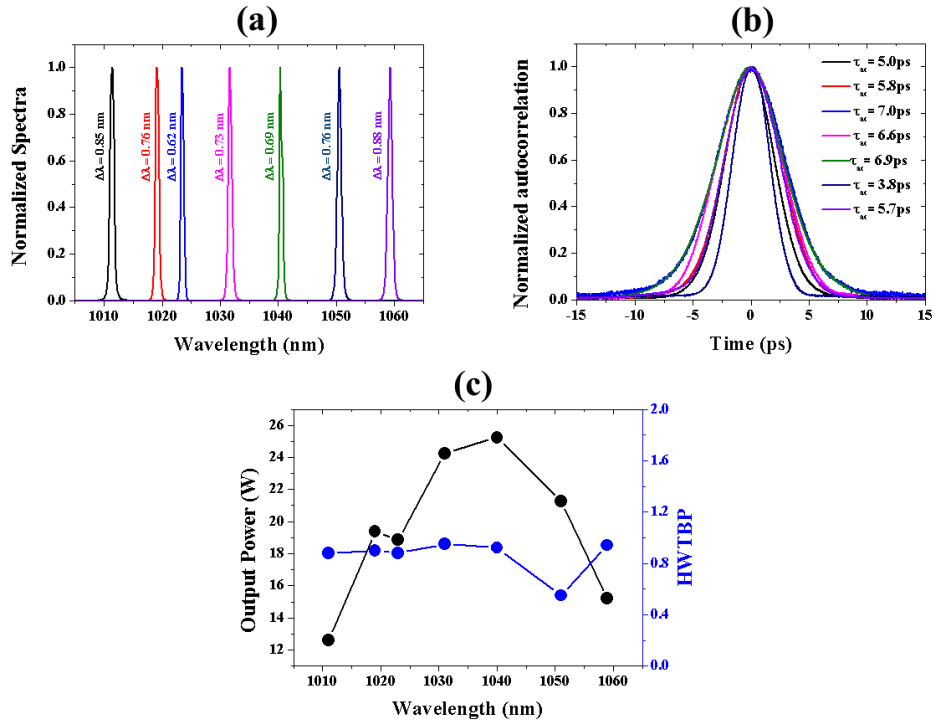 (a)
Normalized Spectra
1.0
0.8
0.6
0.4
0.2
0.0
Δλ = 0.85 nm
Δλ = 0.76 nm
Δλ = 0.62 nm
Δλ = 0.73 nm
Δλ = 0.69 nm
Δλ = 0.76 nm
Δλ = 0.88 nm
1010 1020 1030 1040 1050 1060
Wavelength (nm)
(b)
Normalized autocorrelation
1.0
0.8
0.6
0.4
0.2
0.0
τac = 5.0ps
τac = 5.8ps
τac = 7.0ps
τac = 6.6ps
τac = 6.9ps
τac = 3.8ps
τac = 5.7ps
-15 -10 -5 0 5 10 15
Time (ps)
(c)
Output Power (W)
26
24
22
20
18
16
14
12
2.0
1.6
1.2
0.8
0.4
0.0
HWTBP
1010 1020 1030 1040 1050 1060
Wavelength (nm)